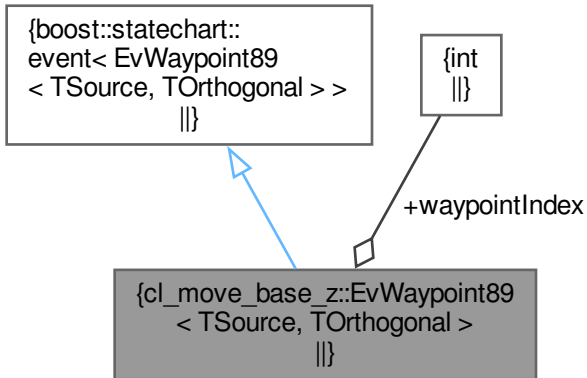 {boost::statechart::
event< EvWaypoint89
< TSource, TOrthogonal > >
||}
{int
||}
+waypointIndex
{cl_move_base_z::EvWaypoint89
< TSource, TOrthogonal >
||}